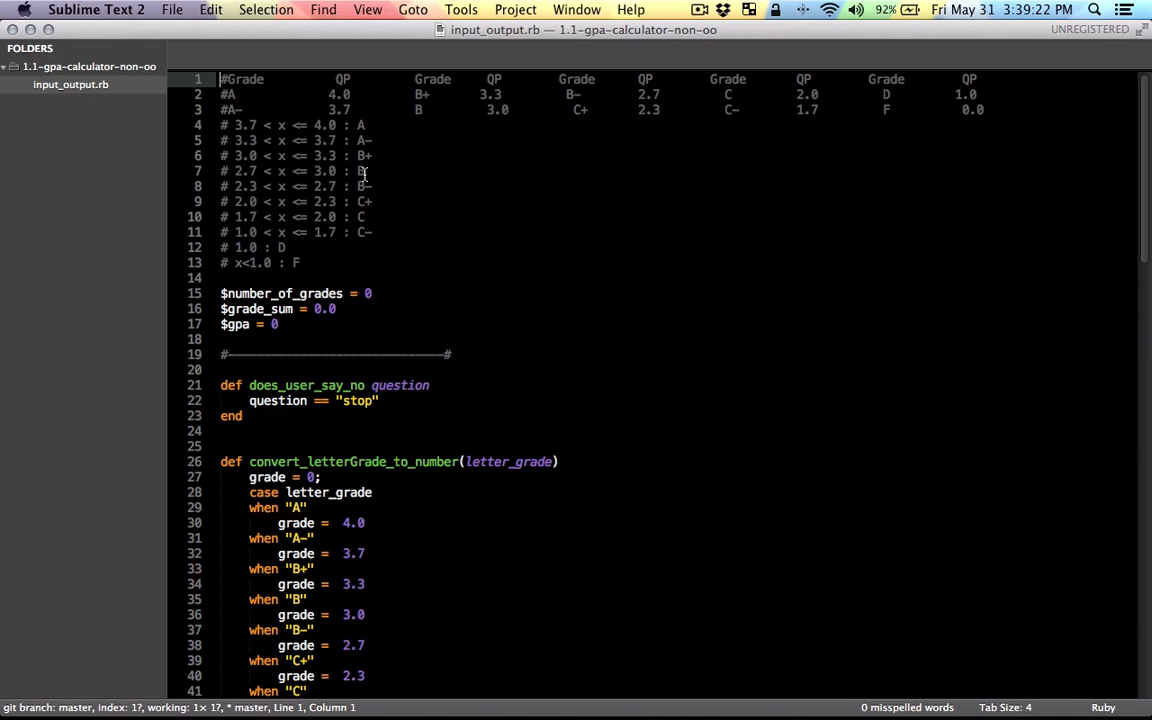 Sublime Text 2 File Edit Selection Find View Goto Tools Project Window Help 92% Fri May 31 3:39:22 PM
input_output.rb — 1.1-gpa-calculator-non-oo UNREGISTERED
FOLDERS
1.1-gpa-calculator-non-oo
input_output.rb
1 #Grade QP Grade QP Grade QP Grade QP Grade QP
2 #A 4.0 B+ 3.3 B- 2.7 C 2.0 D 1.0
3 #A- 3.7 B 3.0 C+ 2.3 C- 1.7 F 0.0
4 # 3.7 < x <= 4.0 : A
5 # 3.3 < x <= 3.7 : A-
6 # 3.0 < x <= 3.3 : B+
7 # 2.7 < x <= 3.0 : B
8 # 2.3 < x <= 2.7 : B-
9 # 2.0 < x <= 2.3 : C+
10 # 1.7 < x <= 2.0 : C
11 # 1.0 < x <= 1.7 : C-
12 # 1.0 : D
13 # x<1.0 : F
14
15 $number_of_grades = 0
16 $grade_sum = 0.0
17 $gpa = 0
18
19 #------------------------------#
20
21 def does_user_say_no question
22 question == "stop"
23 end
24
25
26 def convert_letterGrade_to_number(letter_grade)
27 grade = 0;
28 case letter_grade
29 when "A"
30 grade = 4.0
31 when "A-"
32 grade = 3.7
33 when "B+"
34 grade = 3.3
35 when "B"
36 grade = 3.0
37 when "B-"
38 grade = 2.7
39 when "C+"
40 grade = 2.3
41 when "C"
git branch: master, index: 1?, working: 1× 1?, * master, Line 1, Column 1 0 misspelled words Tab Size: 4 Ruby